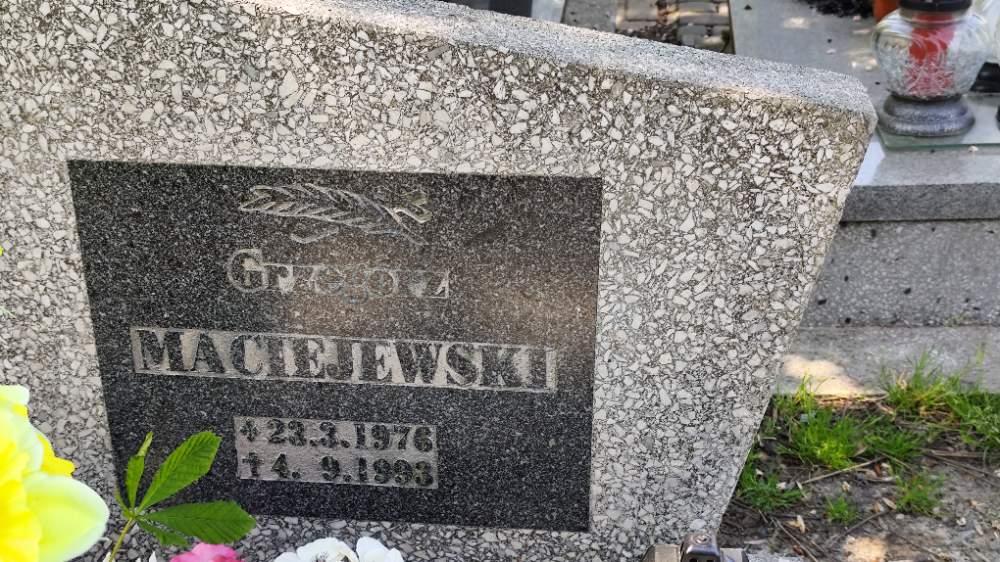 Grzegorz
MACIEJEWSKI
+ 23.3.1976
† 4. 9.1993